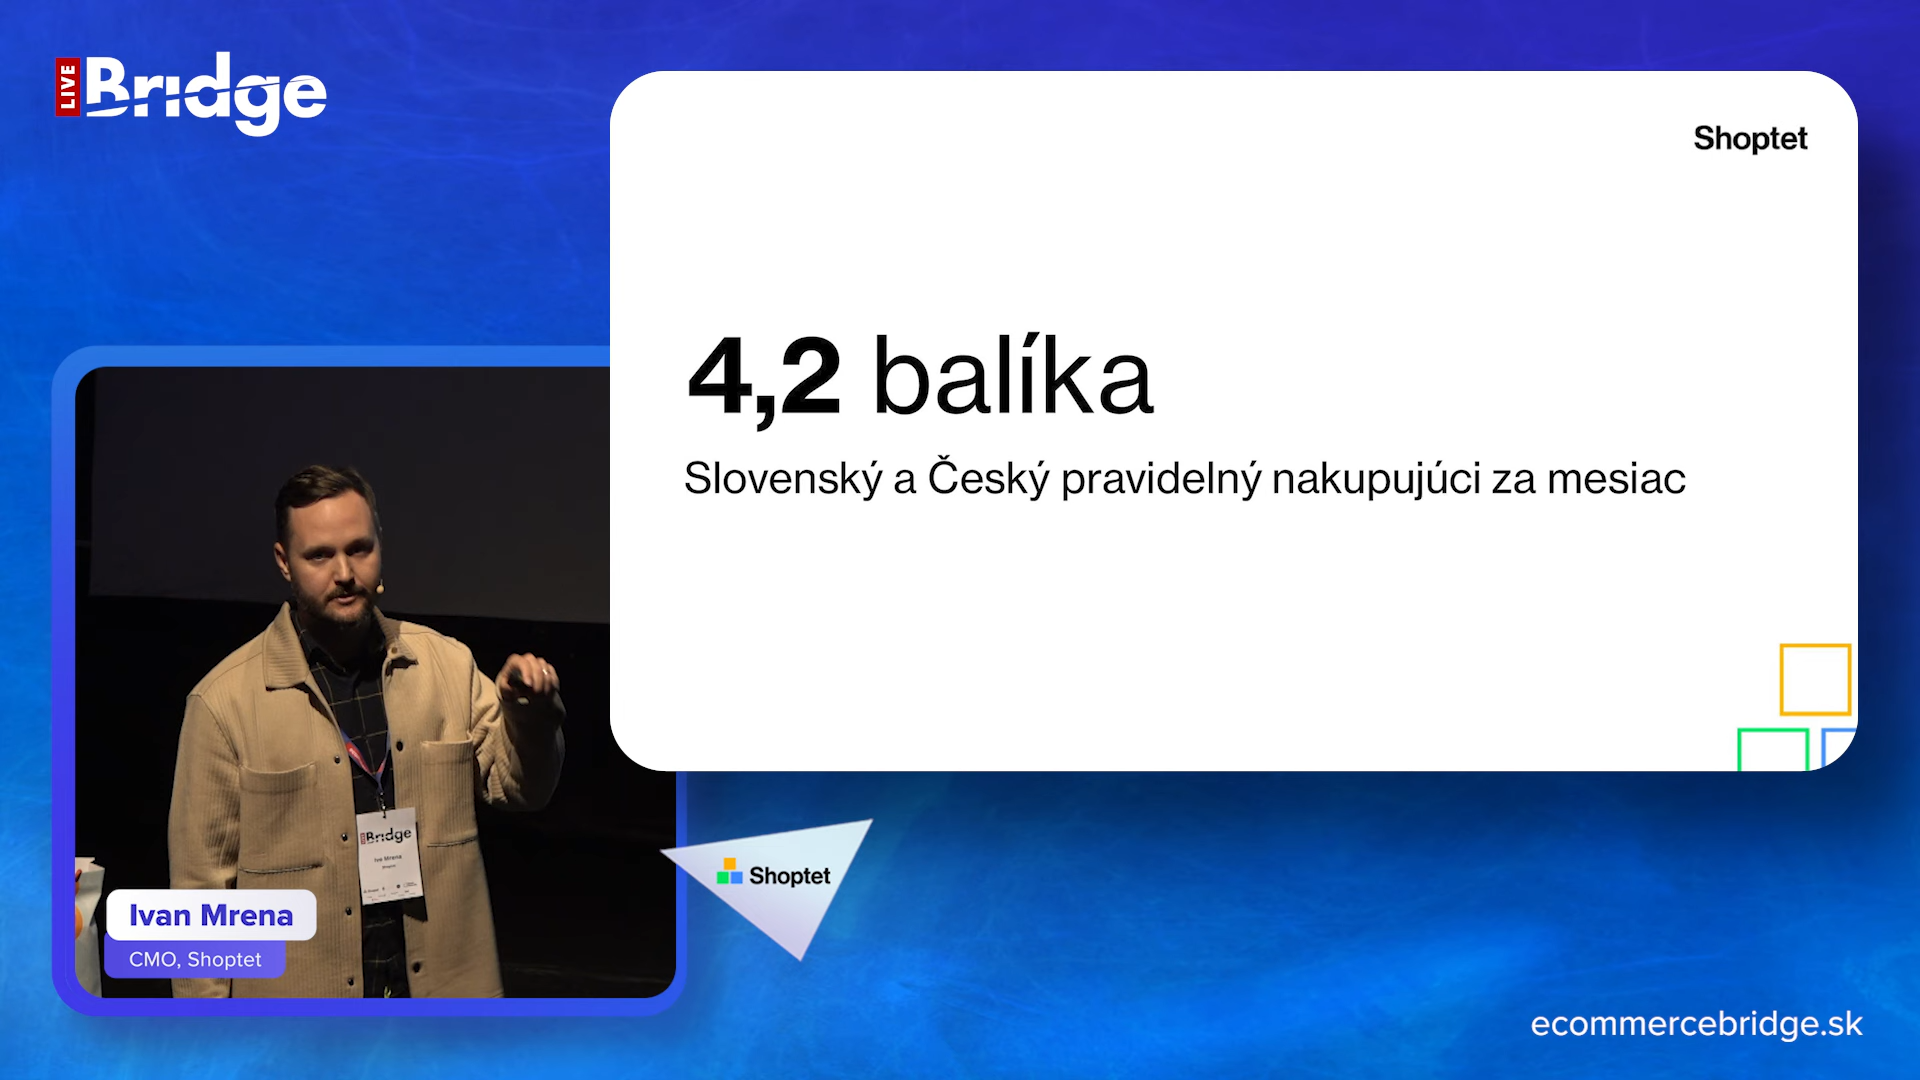 LIVE
Bridge
Shoptet
4,2 balíka
Slovenský a Český pravidelný nakupujúci za mesiac
Bridge
Ivan Mrena
CMO, Shoptet
Shoptet
ecommercebridge.sk